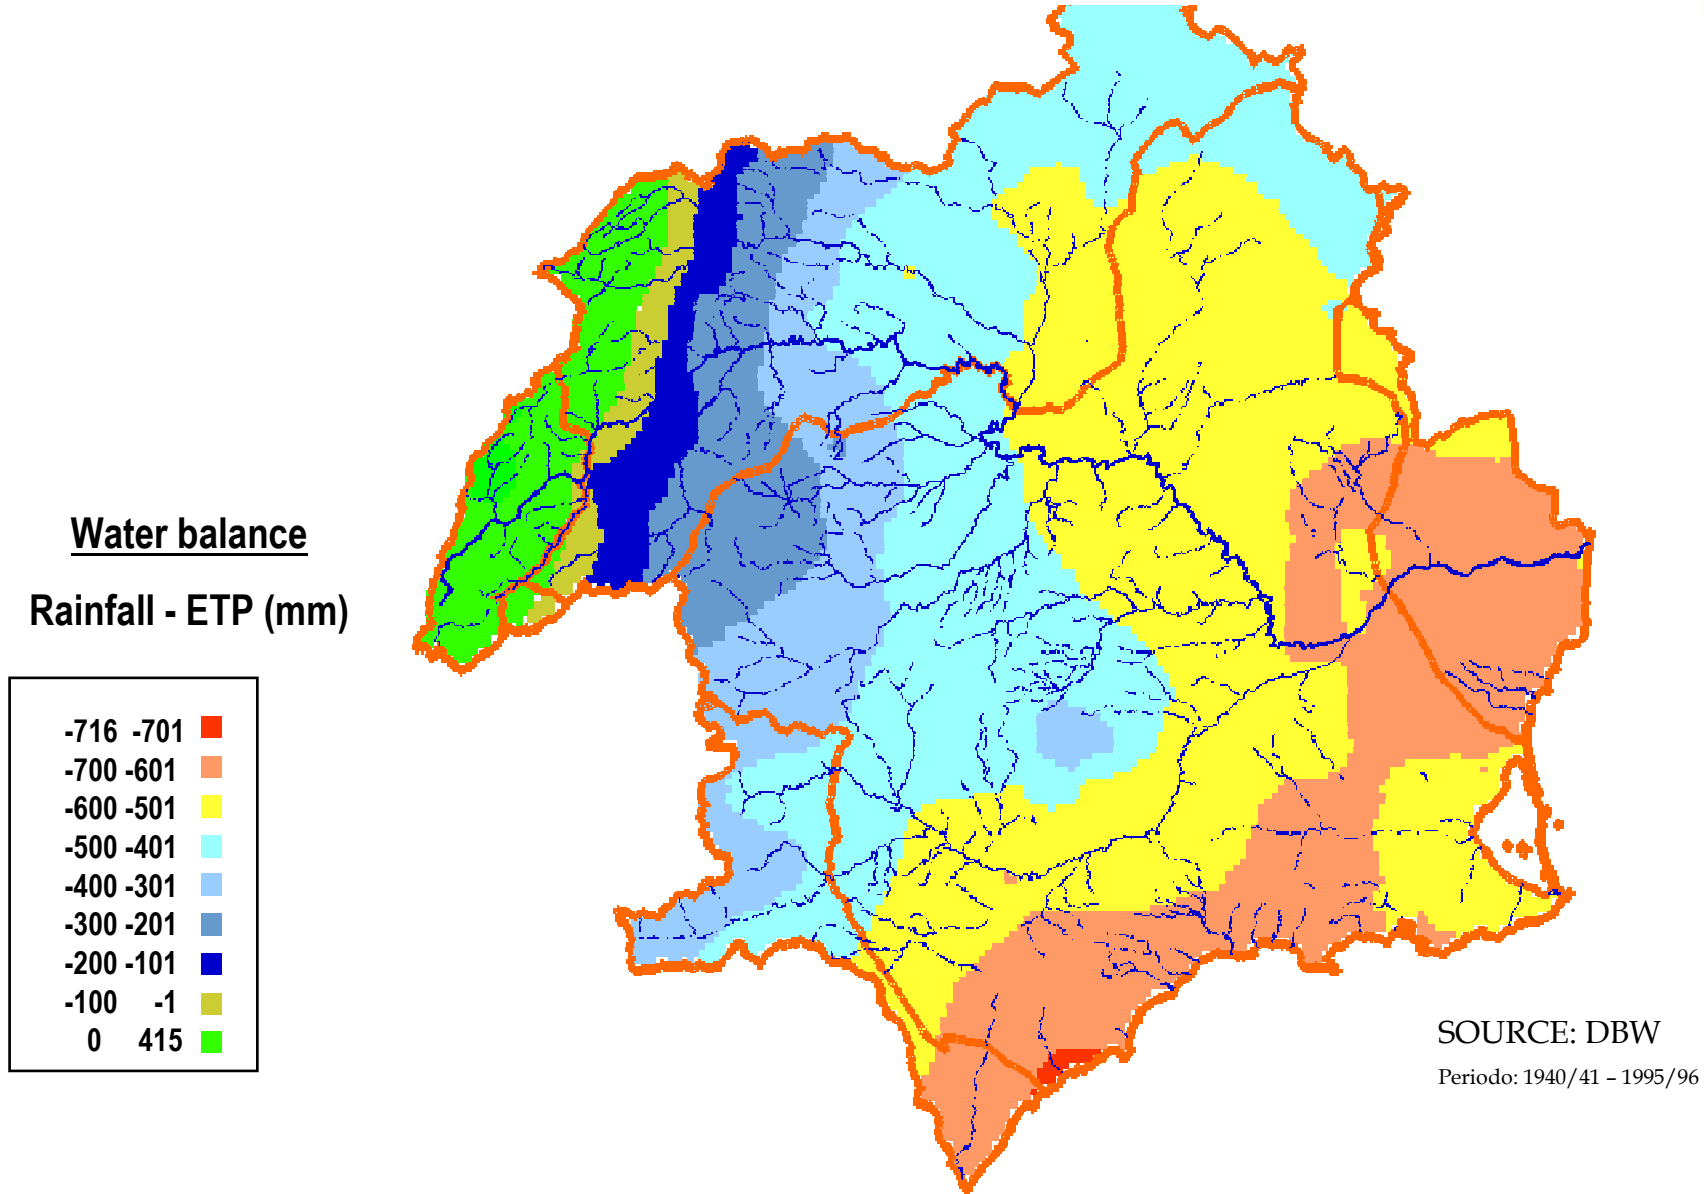 Water balance
Rainfall - ETP (mm)
-716 -701
-700 -601
-600 -501
-500 -401
-400 -301
-300 -201
-200 -101
-100 -1
0 415
SOURCE: DBW
Periodo: 1940/41 – 1995/96